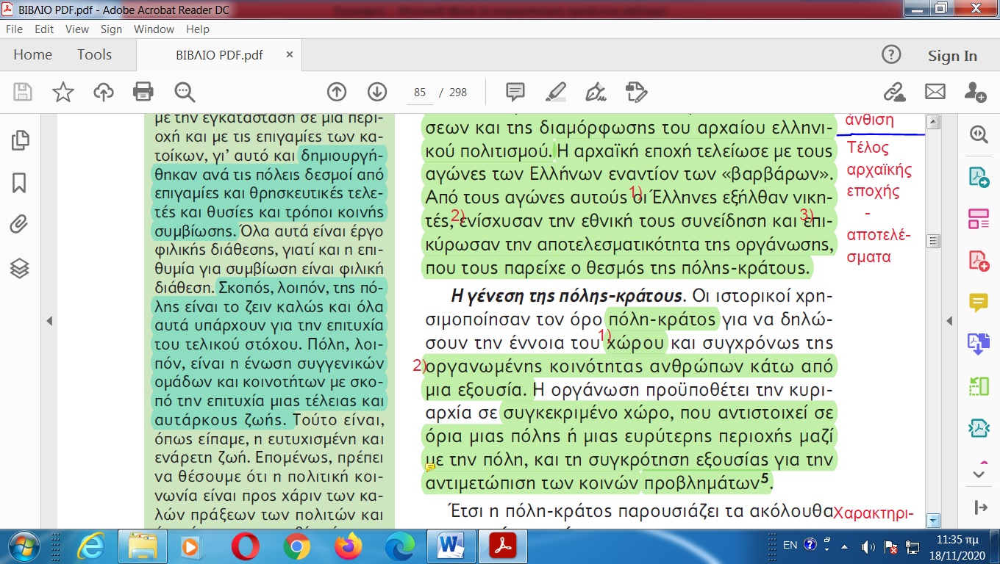 ΒΙΒΛΙΟ PDF.pdf - Adobe Acrobat Reader DC
File Edit View Sign Window Help
Home Tools ΒΙΒΛΙΟ PDF.pdf × Sign In
85 / 298
με την εγκατάσταση σε μια περι-
οχή και με τις επιγαμίες των κα-
τοίκων, γι’ αυτό και δημιουργή-
θηκαν ανά τις πόλεις δεσμοί από
επιγαμίες και θρησκευτικές τελε-
τές και θυσίες και τρόποι κοινής
συμβίωσης. Όλα αυτά είναι έργο
φιλικής διάθεσης, γιατί και η επι-
θυμία για συμβίωση είναι φιλική
διάθεση. Σκοπός, λοιπόν, της πό-
λης είναι το ζειν καλώς και όλα
αυτά υπάρχουν για την επιτυχία
του τελικού στόχου. Πόλη, λοι-
πόν, είναι η ένωση συγγενικών
ομάδων και κοινοτήτων με σκο-
πό την επιτυχία μιας τέλειας και
αυτάρκους ζωής. Τούτο είναι,
όπως είπαμε, η ευτυχισμένη και
ενάρετη ζωή. Επομένως, πρέπει
να θέσουμε ότι η πολιτική κοι-
νωνία είναι προς χάριν των κα-
λών πράξεων των πολιτών και
σεων και της διαμόρφωσης του αρχαίου ελληνι-
κού πολιτισμού. Η αρχαϊκή εποχή τελείωσε με τους
αγώνες των Ελλήνων εναντίον των «βαρβάρων».
Από τους αγώνες αυτούς 1) οι Έλληνες εξήλθαν νικη-
τές, 2) ενίσχυσαν την εθνική τους συνείδηση και 3) επι-
κύρωσαν την αποτελεσματικότητα της οργάνωσης,
που τους παρείχε ο θεσμός της πόλης-κράτους.
Η γένεση της πόλης-κράτους. Οι ιστορικοί χρη-
σιμοποίησαν τον όρο πόλη-κράτος για να δηλώ-
σουν την έννοια του 1) χώρου και συγχρόνως της
2) οργανωμένης κοινότητας ανθρώπων κάτω από
μια εξουσία. Η οργάνωση προϋποθέτει την κυρι-
αρχία σε συγκεκριμένο χώρο, που αντιστοιχεί σε
όρια μιας πόλης ή μιας ευρύτερης περιοχής μαζί
με την πόλη, και τη συγκρότηση εξουσίας για την
αντιμετώπιση των κοινών προβλημάτων5.
Έτσι η πόλη-κράτος παρουσιάζει τα ακόλουθα
άνθιση
Τέλος
αρχαϊκής
εποχής
-
αποτελέ-
σματα
Χαρακτηρι-
EN 11:35 πμ
18/11/2020